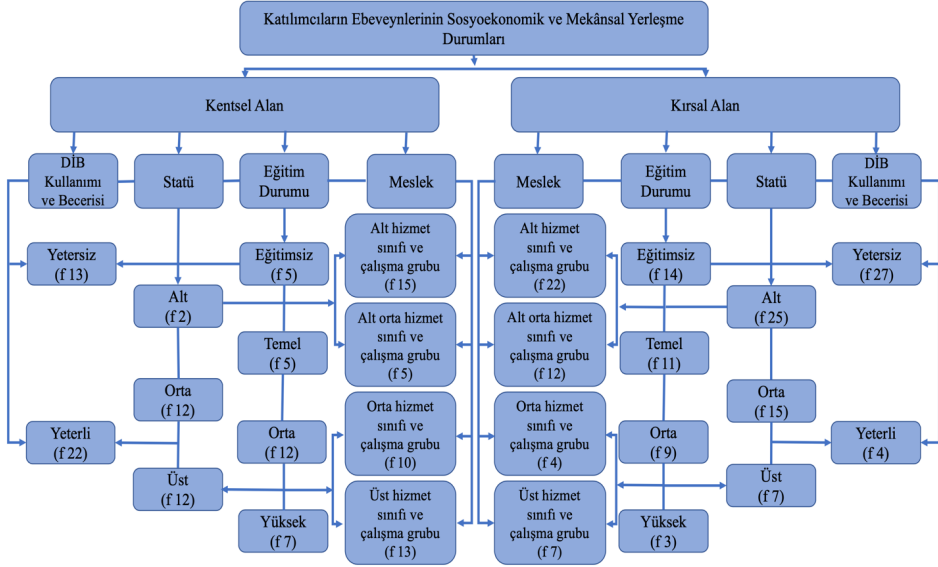 Katılımcıların Ebeveynlerinin Sosyoekonomik ve Mekânsal Yerleşme
Durumları
Kentsel Alan
Kırsal Alan
DİB
Kullanımı
ve Becerisi
Statü
Eğitim
Durumu
Meslek
Meslek
Eğitim
Durumu
Statü
DİB
Kullanımı
ve Becerisi
Yetersiz
(f 13)
Yeterli
(f 22)
Alt
(f 2)
Orta
(f 12)
Üst
(f 12)
Eğitimsiz
(f 5)
Temel
(f 5)
Orta
(f 12)
Yüksek
(f 7)
Alt hizmet
sınıfı ve
çalışma grubu
(f 15)
Alt orta hizmet
sınıfı ve
çalışma grubu
(f 5)
Orta hizmet
sınıfı ve
çalışma grubu
(f 10)
Üst hizmet
sınıfı ve
çalışma grubu
(f 13)
Alt hizmet
sınıfı ve
çalışma grubu
(f 22)
Alt orta hizmet
sınıfı ve
çalışma grubu
(f 12)
Orta hizmet
sınıfı ve
çalışma grubu
(f 4)
Üst hizmet
sınıfı ve
çalışma grubu
(f 7)
Eğitimsiz
(f 14)
Temel
(f 11)
Orta
(f 9)
Yüksek
(f 3)
Alt
(f 25)
Orta
(f 15)
Üst
(f 7)
Yetersiz
(f 27)
Yeterli
(f 4)